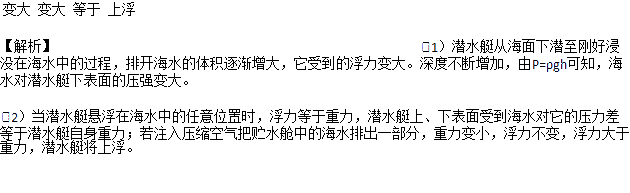 变大 变大 等于 上浮
【解析】
(1)潜水艇从海面下潜至刚好浸
没在海水中的过程，排开海水的体积逐渐增大，它受到的浮力变大。深度不断增加，由P=ρgh可知，海
水对潜水艇下表面的压强变大。
(2)当潜水艇悬浮在海水中的任意位置时，浮力等于重力，潜水艇上、下表面受到海水对它的压力差
等于潜水艇自身重力；若注入压缩空气把贮水舱中的海水排出一部分，重力变小，浮力不变，浮力大于
重力，潜水艇将上浮。